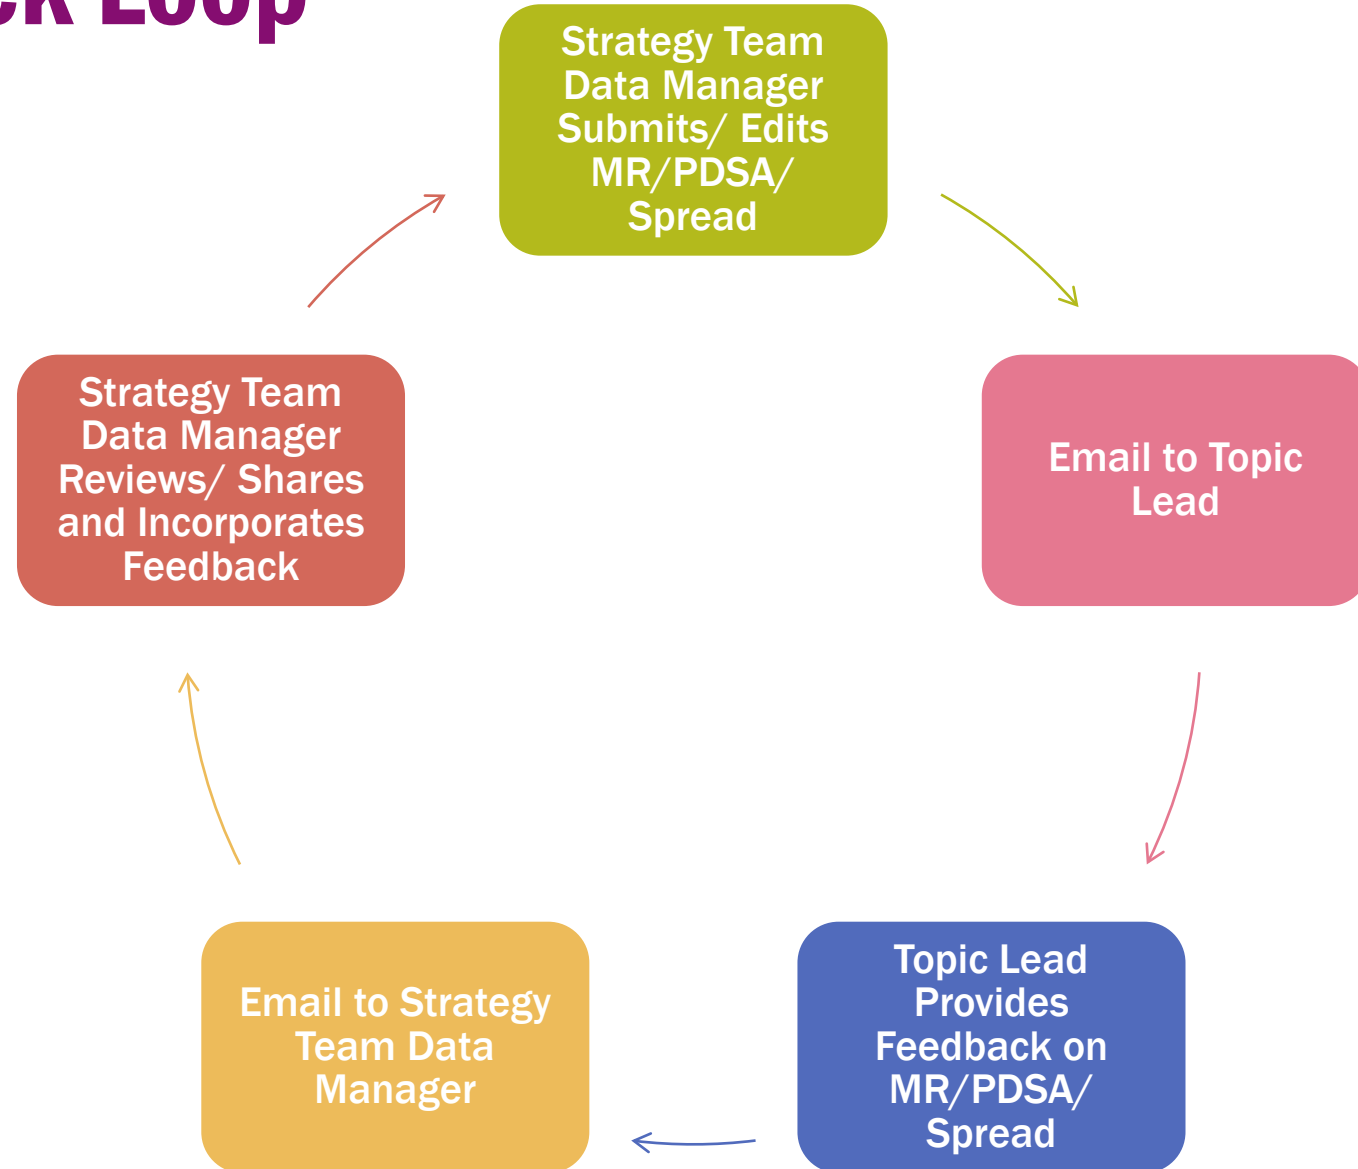 ck Loop
Strategy Team
Data Manager
Submits/ Edits
MR/PDSA/
Spread
Email to Topic
Lead
Topic Lead
Provides
Feedback on
MR/PDSA/
Spread
Email to Strategy
Team Data
Manager
Strategy Team
Data Manager
Reviews/ Shares
and Incorporates
Feedback